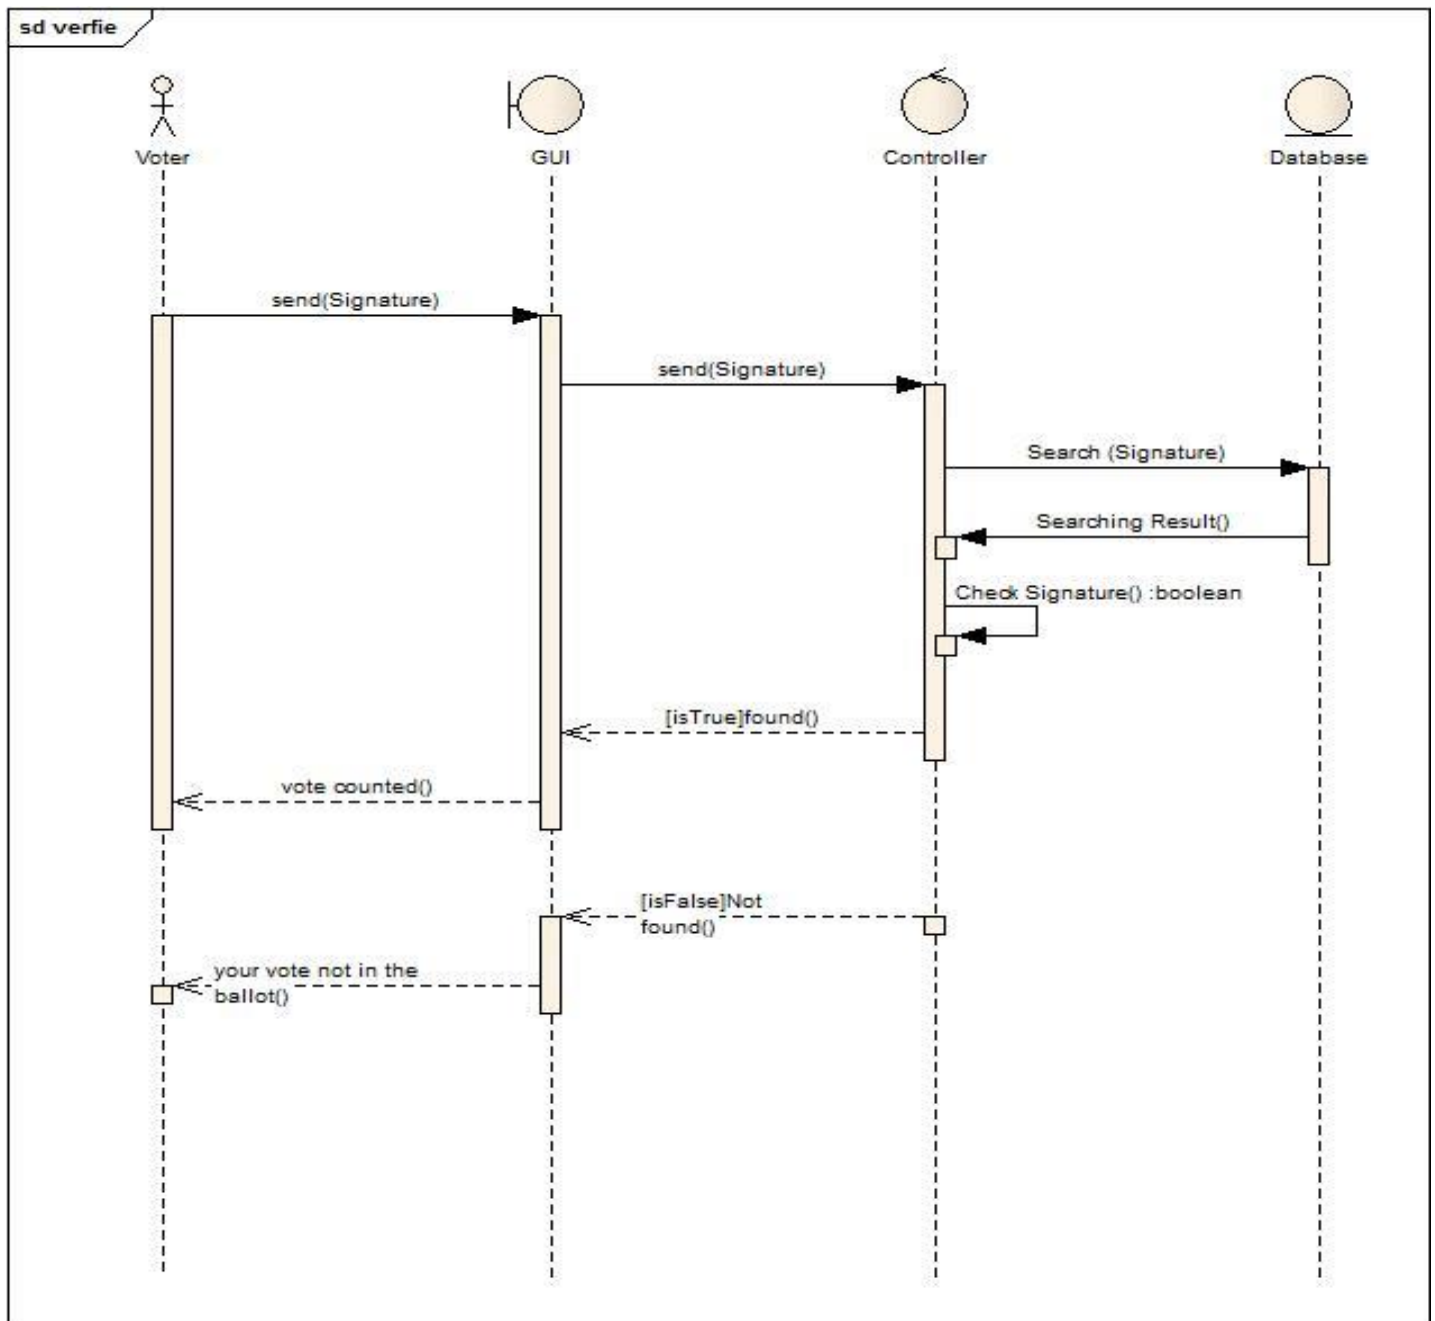 sd verfie
Voter
GUI
Controller
Database
send(Signature)
send(Signature)
Search (Signature)
Searching Result()
Check Signature() :boolean
[isTrue]found()
vote counted()
[isFalse]Not
found()
your vote not in the
ballot()